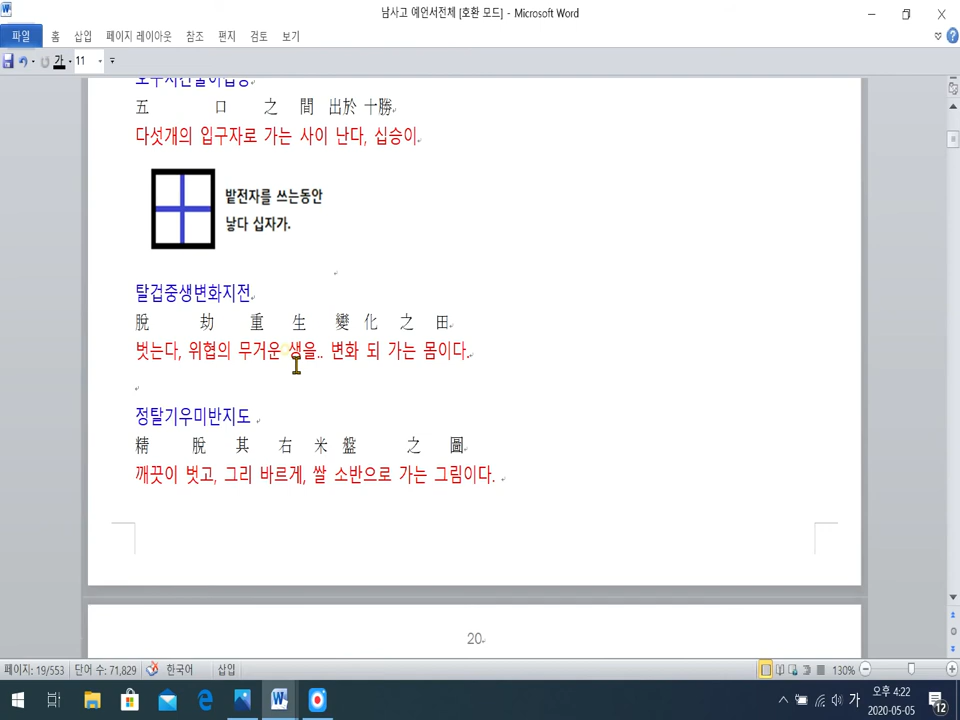 남사고 예언서전체 [호환 모드] - Microsoft Word
파일 홈 삽입 페이지 레이아웃 참조 편지 검토 보기
가 11
五 口 之 間 出於 十勝
다섯개의 입구자로 가는 사이 난다, 십승이.
밭전자를 쓰는동안
낳다 십자가.
탈겁중생변화지전
脫 劫 重 生 變 化 之 田
벗는다, 위협의 무거운 생을.. 변화 되 가는 몸이다.
정탈기우미반지도
精 脫 其 右 米 盤 之 圖
깨끗이 벗고, 그리 바르게, 쌀 소반으로 가는 그림이다.
20
페이지: 19/553 단어 수: 71,829 한국어 삽입 130%
가 오후 4:22
2020-05-05 12